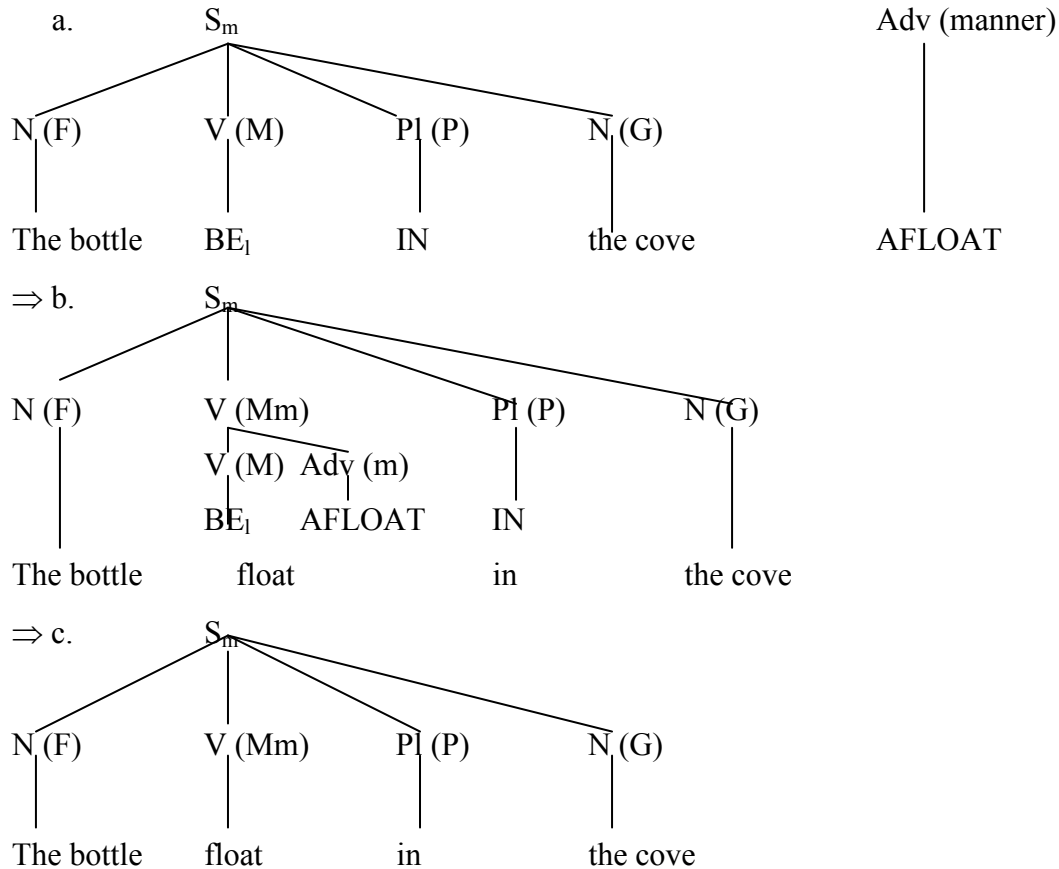 a. Sm Adv (manner)
N (F) V (M) Pl (P) N (G)
The bottle BEl IN the cove AFLOAT
⇒ b. Sm
N (F) V (Mm) Pl (P) N (G)
V (M) Adv (m)
BEl AFLOAT IN
The bottle float in the cove
⇒ c. Sm
N (F) V (Mm) Pl (P) N (G)
The bottle float in the cove